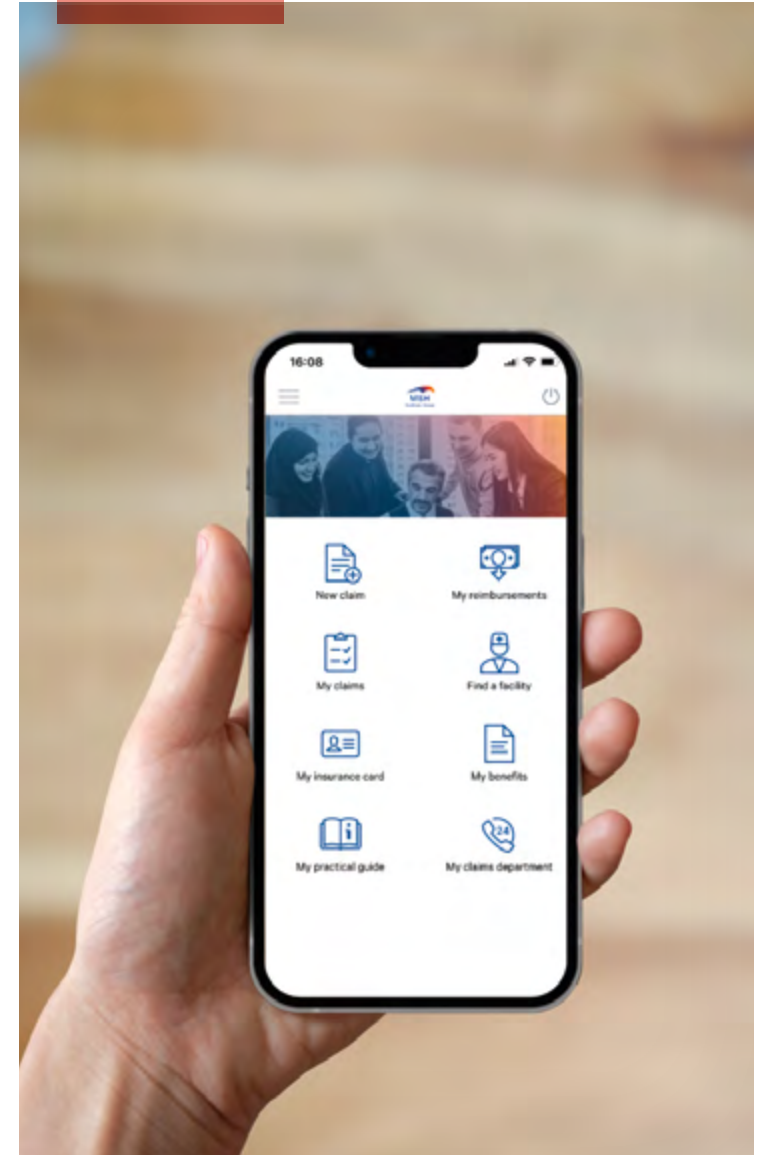 16:08
MSH
New claim
My reimbursements
My claims
Find a facility
My insurance card
My benefits
24
My practical guide
My claims department